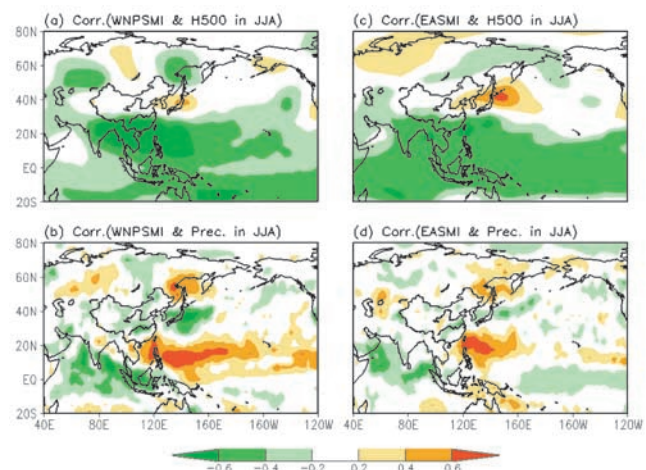 (a) Corr.(WNPSMI & H500 in JJA)
80N
60N
40N
20N
EQ
20S
(c) Corr.(EASMI & H500 in JJA)
(b) Corr.(WNPSMI & Prec. in JJA)
80N
60N
40N
20N
EQ
20S
40E 80E 120E 160E 160W 120W
(d) Corr.(EASMI & Prec. in JJA)
40E 80E 120E 160E 160W 120W
-0.6 -0.4 -0.2 0.2 0.4 0.6